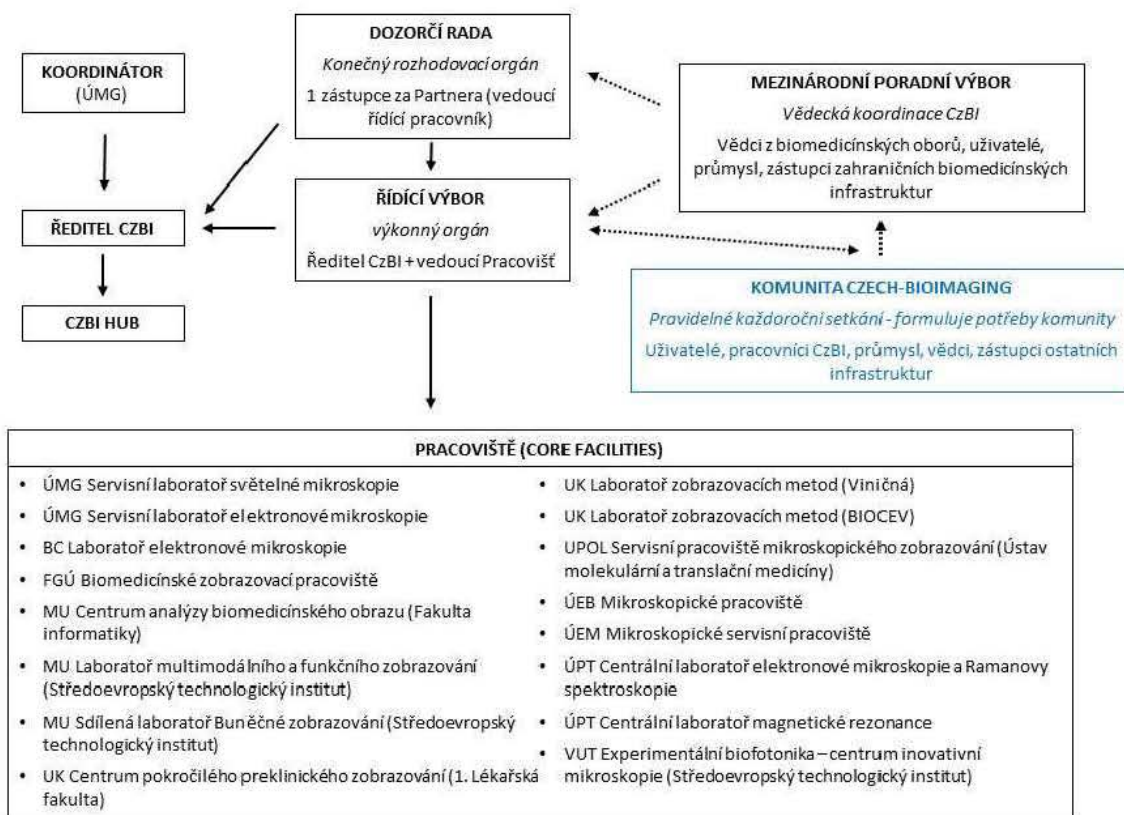 KOORDINÁTOR
(ÚMG)
DOZORČÍ RADA
Konečný rozhodovací orgán
1 zástupce za Partnera (vedoucí
řídící pracovník)
MEZINÁRODNÍ PORADNÍ VÝBOR
Vědecká koordinace CzBI
Vědci z biomedicínských oborů, uživatelé,
průmysl, zástupci zahraničních biomedicínských
infrastruktur
ŘEDITEL CZBI
ŘÍDÍCÍ VÝBOR
výkonný orgán
Ředitel CzBI + vedoucí Pracovišť
CZBI HUB
KOMUNITA CZECH-BIOIMAGING
Pravidelné každoroční setkání - formuluje potřeby komunity
Uživatelé, pracovníci CzBI, průmysl, vědci, zástupci ostatních
infrastruktur
PRACOVIŠTĚ (CORE FACILITIES)
• ÚMG Servisní laboratoř světelné mikroskopie
• ÚMG Servisní laboratoř elektronové mikroskopie
• BC Laboratoř elektronové mikroskopie
• FGÚ Biomedicínské zobrazovací pracoviště
• MU Centrum analýzy biomedicínského obrazu (Fakulta
informatiky)
• MU Laboratoř multimodálního a funkčního zobrazování
(Středoevropský technologický institut)
• MU Sdílená laboratoř Buněčné zobrazování (Středoevropský
technologický institut)
• UK Centrum pokročilého preklinického zobrazování (1. Lékařská
fakulta)
• UK Laboratoř zobrazovacích metod (Viničná)
• UK Laboratoř zobrazovacích metod (BIOCEV)
• UPOL Servisní pracoviště mikroskopického zobrazování (Ústav
molekulární a translační medicíny)
• ÚEB Mikroskopické pracoviště
• ÚEM Mikroskopické servisní pracoviště
• ÚPT Centrální laboratoř elektronové mikroskopie a Ramanovy
spektroskopie
• ÚPT Centrální laboratoř magnetické rezonance
• VUT Experimentální biofotonika – centrum inovativní
mikroskopie (Středoevropský technologický institut)